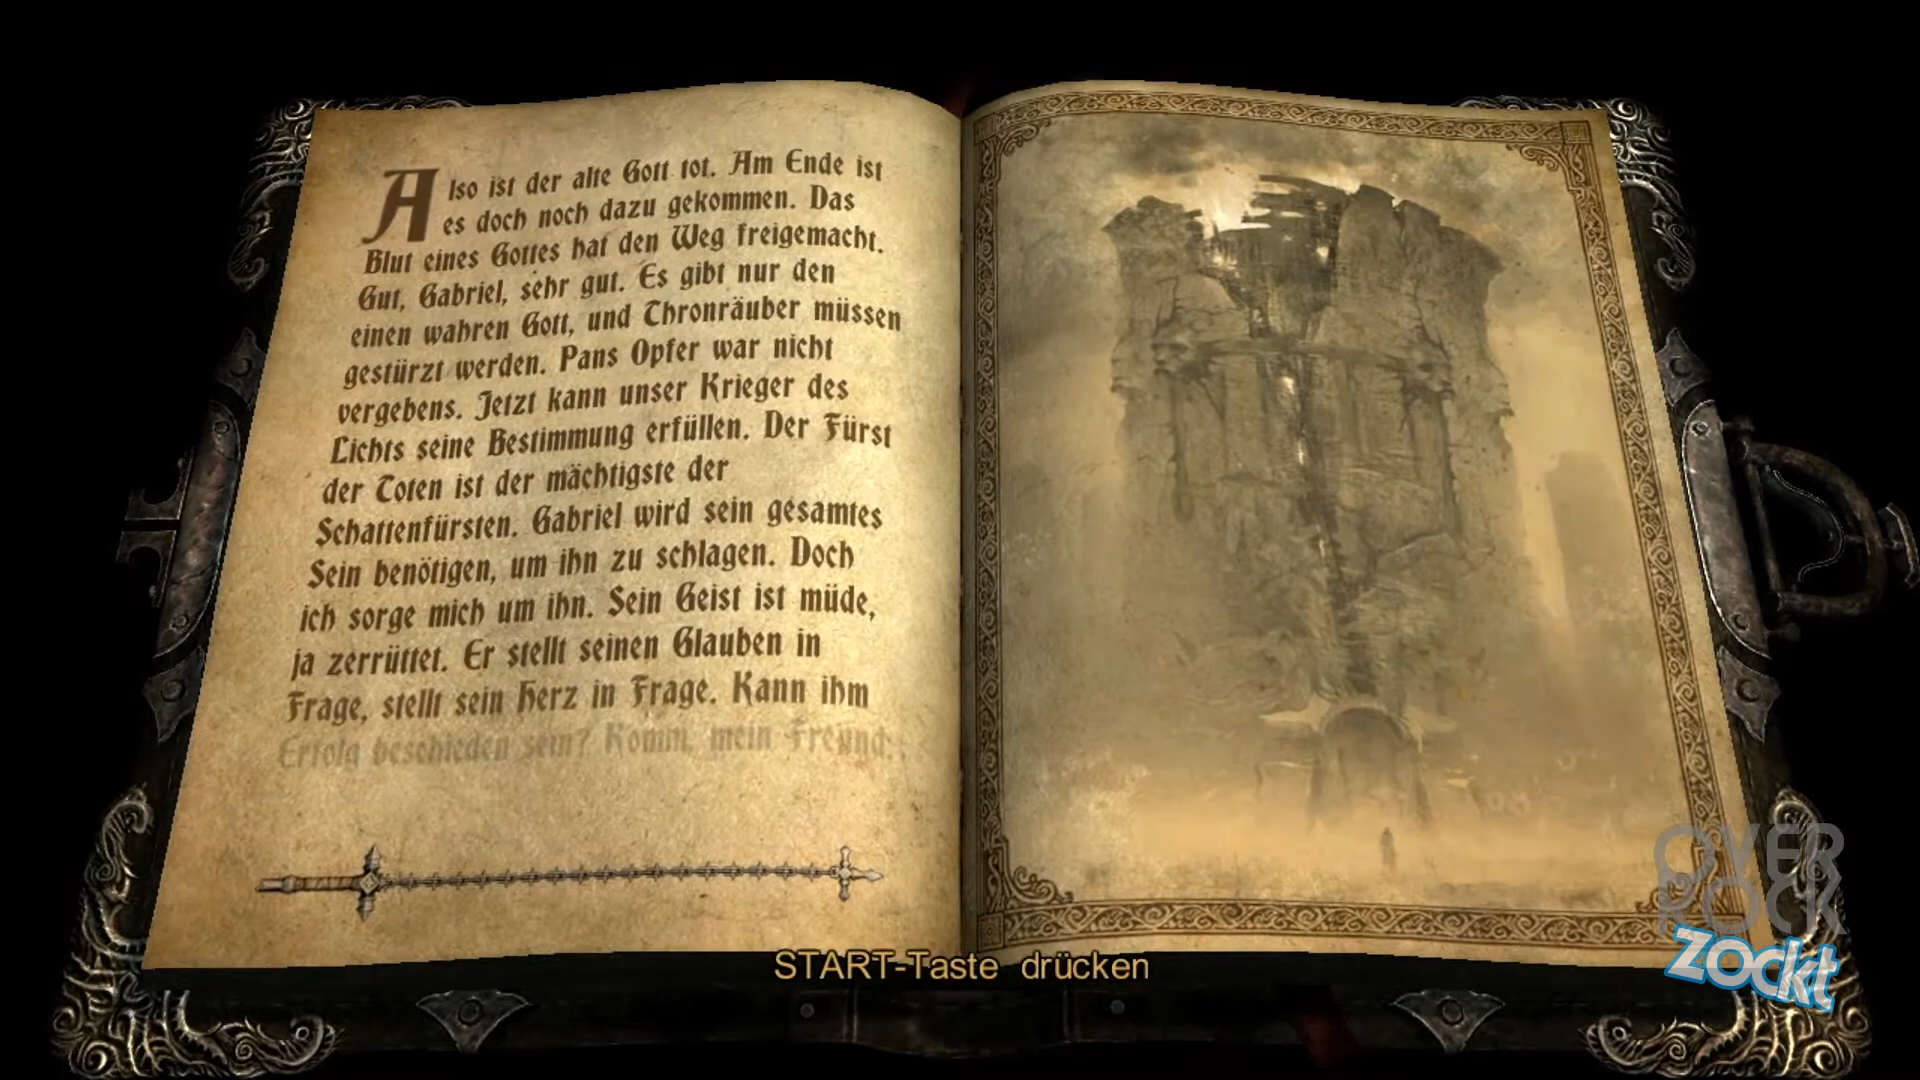 Also ist der alte Gott tot. Am Ende ist
es doch noch dazu gekommen. Das
Blut eines Gottes hat den Weg freigemacht.
Gut, Gabriel, sehr gut. Es gibt nur den
einen wahren Gott, und Thronräuber müssen
gestürzt werden. Pans Opfer war nicht
vergebens. Jetzt kann unser Krieger des
Lichts seine Bestimmung erfüllen. Der Fürst
der Toten ist der mächtigste der
Schattenfürsten. Gabriel wird sein gesamtes
Sein benötigen, um ihn zu schlagen. Doch
ich sorge mich um ihn. Sein Geist ist müde,
ja zerrüttet. Er stellt seinen Glauben in
Frage, stellt sein Herz in Frage. Kann ihm
Erfolg beschieden sein? Komm, mein Freund:
START-Taste drücken
OVER
ROCK
zockt